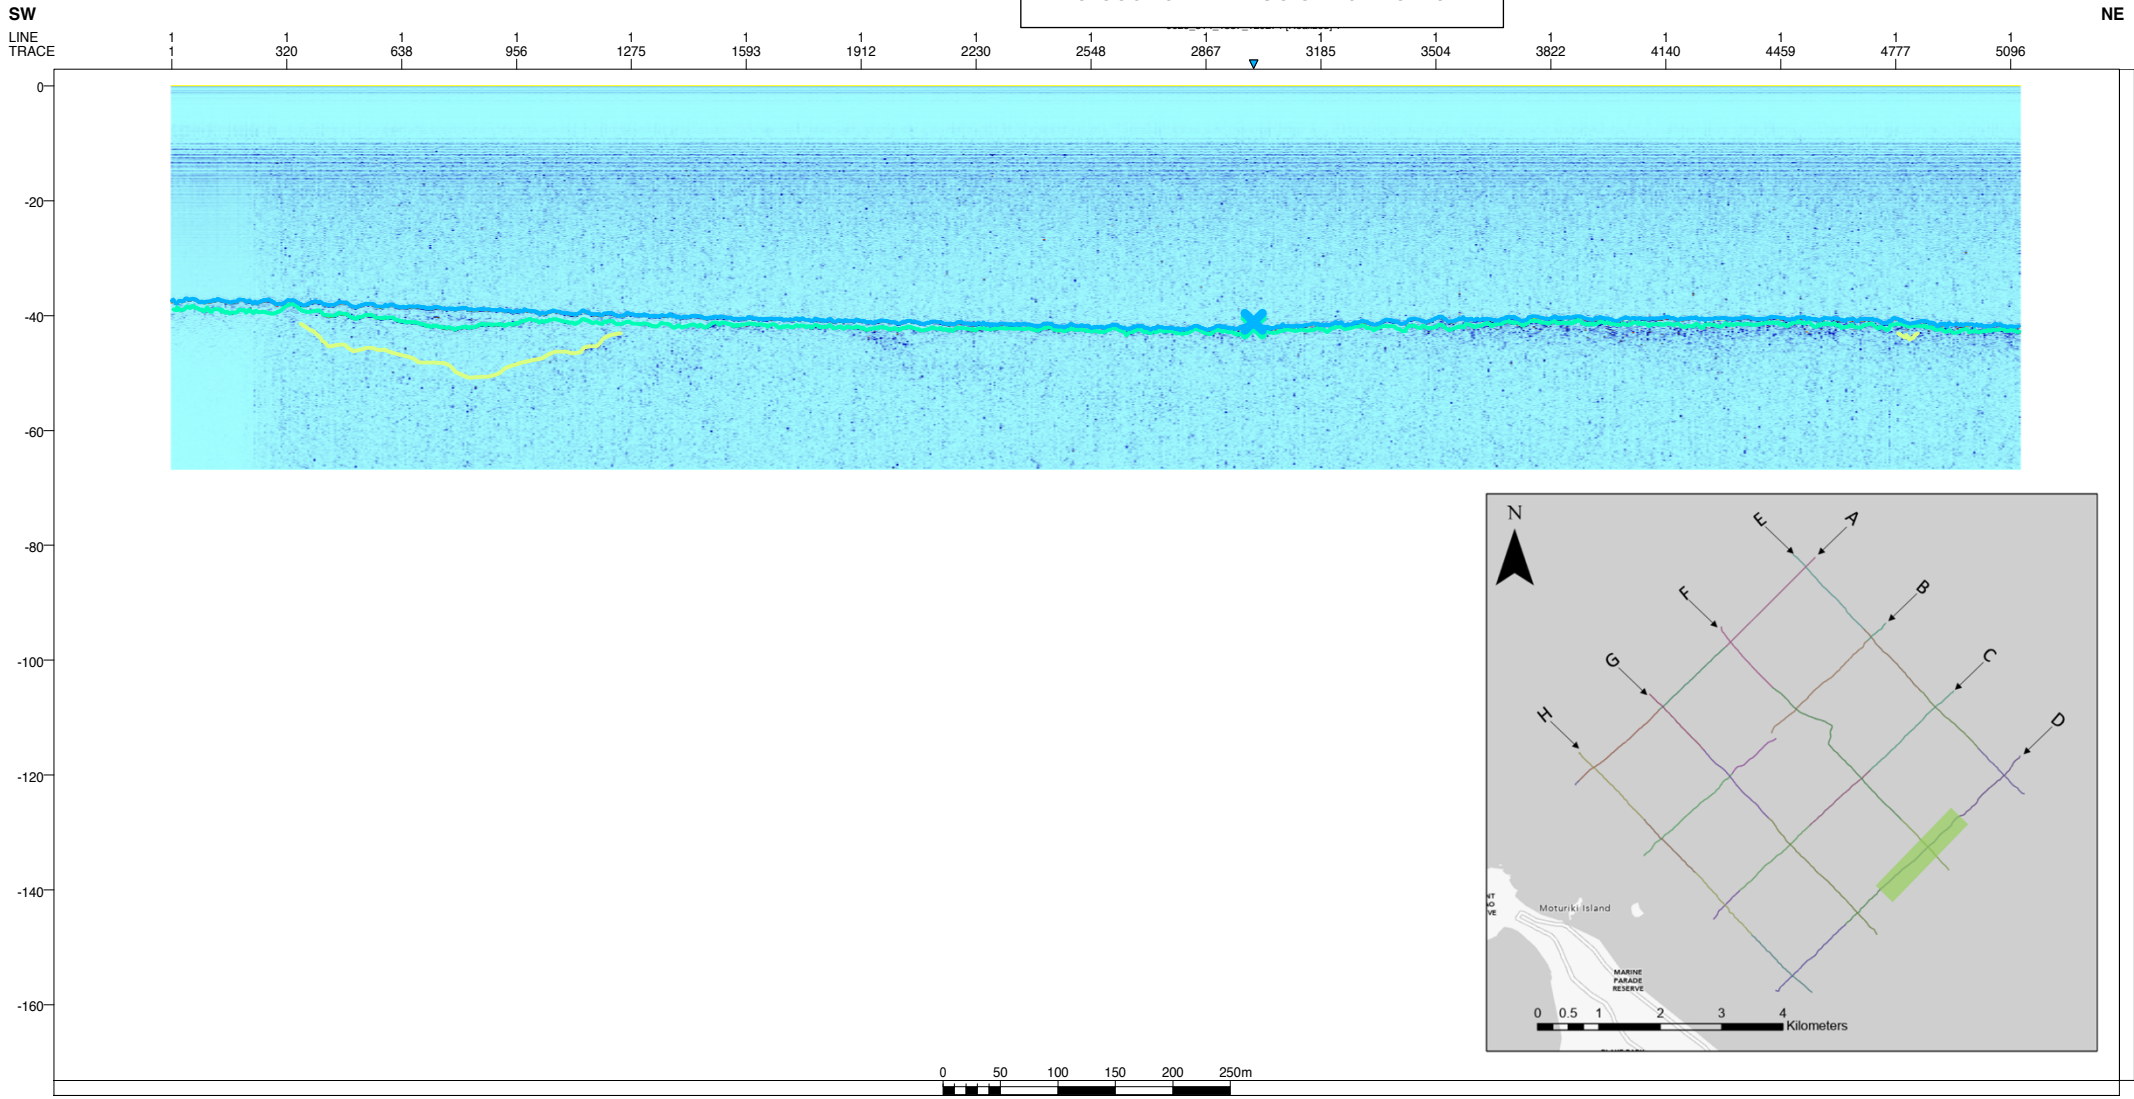 SW
NE
LINE 1 1 1 1 1 1 1 1 1 1 1 1 1 1 1 1 1
TRACE 1 320 638 956 1275 1593 1912 2230 2548 2867 3185 3504 3822 4140 4459 4777 5096
0
-20
-40
-60
-80
-100
-120
-140
-160
N
E
A
F
B
G
C
H
D
NT
VE
Moturiki Island
MARINE
PARADE
RESERVE
0 0.5 1 2 3 4
Kilometers
0 50 100 150 200 250m